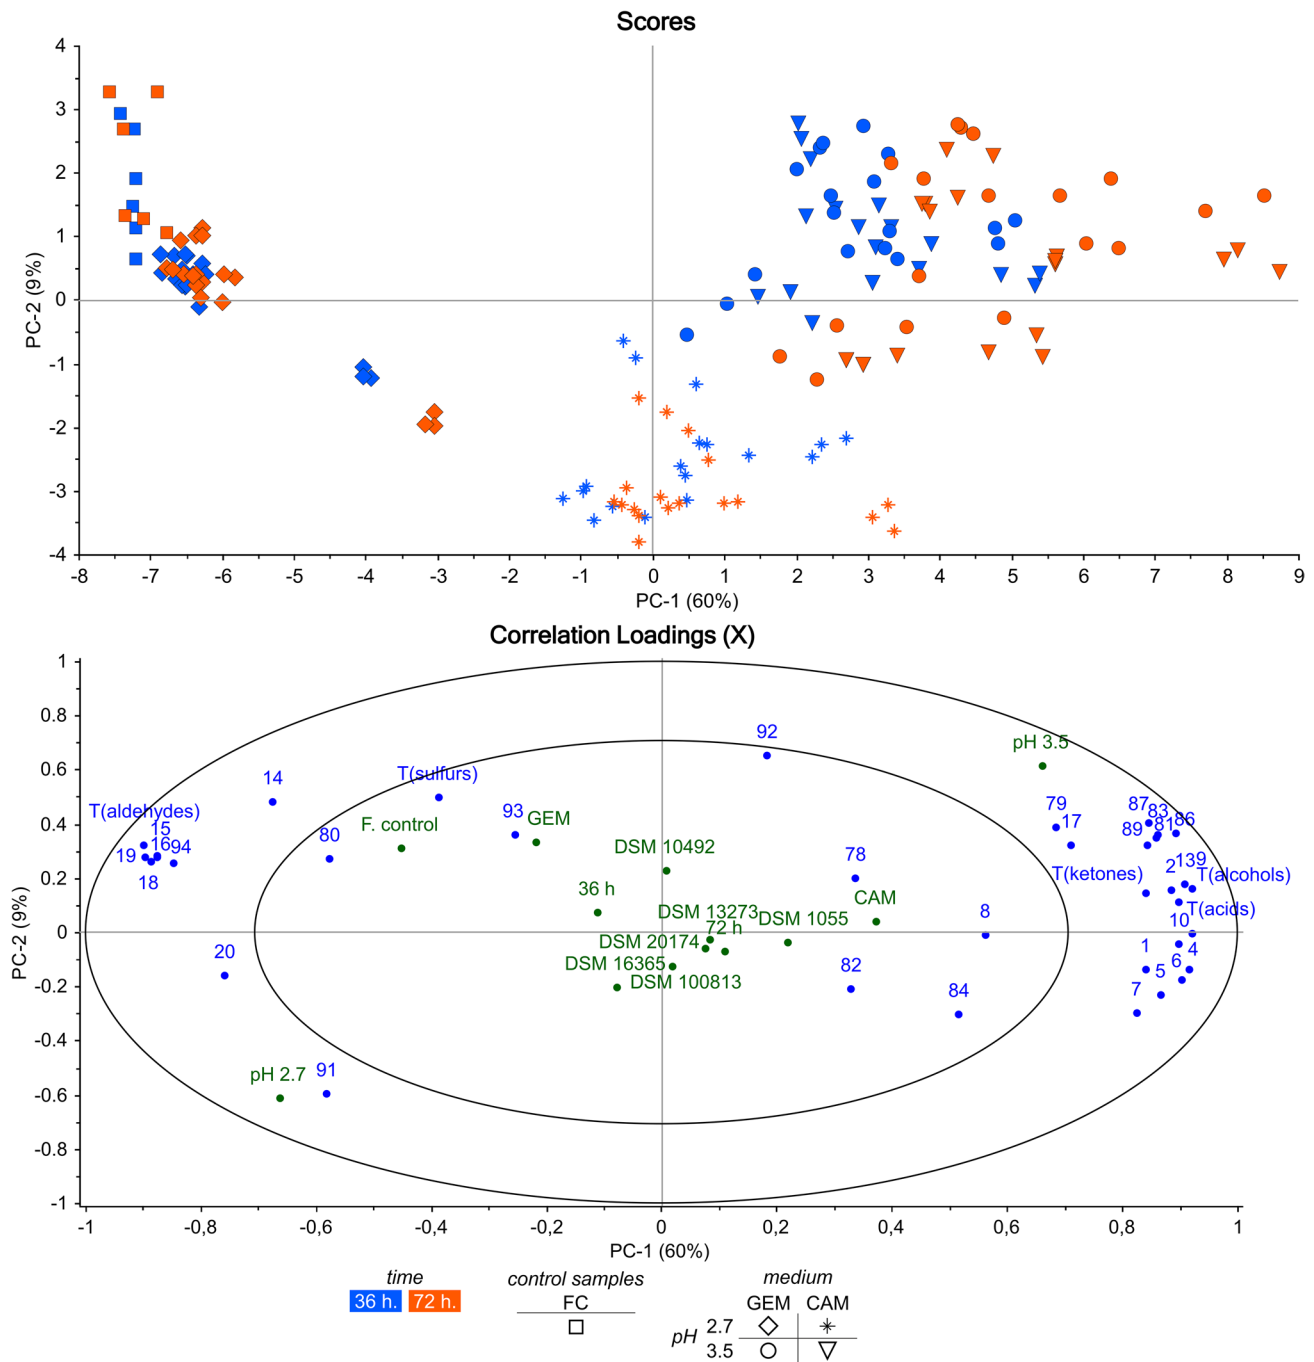 Scores
4
3
2
1
0
-1
-2
-3
-4
PC-2 (9%)
-8 -7 -6 -5 -4 -3 -2 -1 0 1 2 3 4 5 6 7 8 9
PC-1 (60%)
Correlation Loadings (X)
1
0.8
0.6
0.4
0.2
0
-0.2
-0.4
-0.6
-0.8
-1
PC-2 (9%)
92
pH 3.5
14
T(sulfurs)
T(aldehydes)
79 87 83
17 86
93 GEM
F. control
80
89 81
15
16 94
19
18
DSM 10492
78
T(ketones)
2 139
T(alcohols)
36 h
CAM
DSM 13273
DSM 1055
8
T(acids)
72 h
10
DSM 20174
20
1
4
DSM 16365
6
5
DSM 100813
82
84
7
pH 2.7
91
-1 -0,8 -0,6 -0,4 -0,2 0 0,2 0,4 0,6 0,8 1
PC-1 (60%)
time control samples medium
36 h. 72 h. FC GEM CAM
pH 2.7
3.5